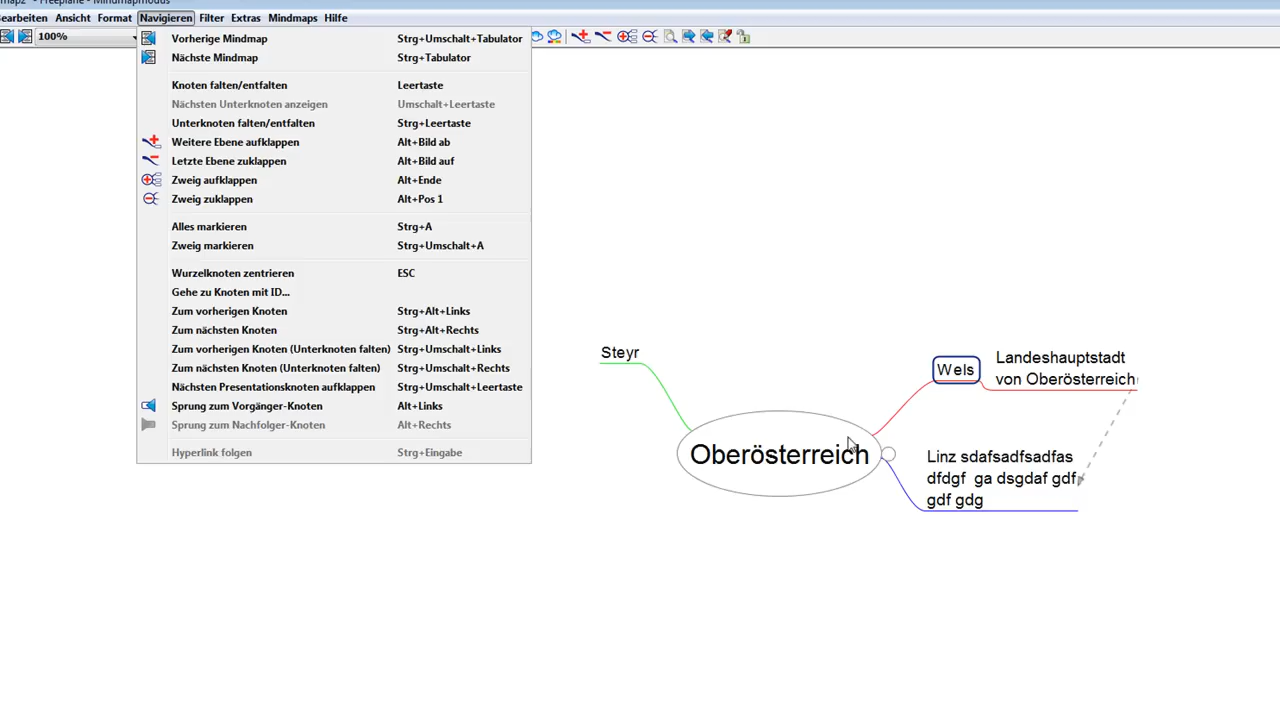 map2 - Freeplane - Mindmapmodus
earbeiten Ansicht Format Navigieren Filter Extras Mindmaps Hilfe
100%
Vorherige Mindmap Strg+Umschalt+Tabulator
Nächste Mindmap Strg+Tabulator
Knoten falten/entfalten Leertaste
Nächsten Unterknoten anzeigen Umschalt+Leertaste
Unterknoten falten/entfalten Strg+Leertaste
Weitere Ebene aufklappen Alt+Bild ab
Letzte Ebene zuklappen Alt+Bild auf
Zweig aufklappen Alt+Ende
Zweig zuklappen Alt+Pos 1
Alles markieren Strg+A
Zweig markieren Strg+Umschalt+A
Wurzelknoten zentrieren ESC
Gehe zu Knoten mit ID...
Zum vorherigen Knoten Strg+Alt+Links
Zum nächsten Knoten Strg+Alt+Rechts
Zum vorherigen Knoten (Unterknoten falten) Strg+Umschalt+Links
Zum nächsten Knoten (Unterknoten falten) Strg+Umschalt+Rechts
Nächsten Presentationsknoten aufklappen Strg+Umschalt+Leertaste
Sprung zum Vorgänger-Knoten Alt+Links
Sprung zum Nachfolger-Knoten Alt+Rechts
Hyperlink folgen Strg+Eingabe
Steyr
Oberösterreich
Wels
Landeshauptstadt
von Oberösterreich
Linz sdafsadfsadfas
dfdgf ga dsgdaf gdf
gdf gdg